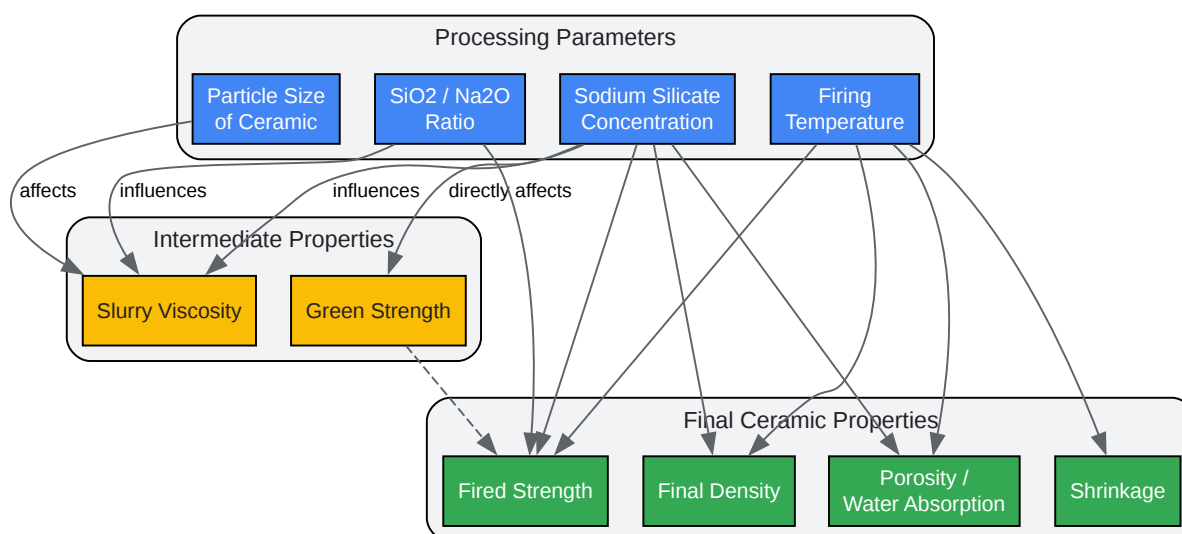 Processing Parameters
Particle Size
of Ceramic
SiO2 / Na2O
Ratio
Sodium Silicate
Concentration
Firing
Temperature
affects
influences
influences
directly affects
Intermediate Properties
Slurry Viscosity
Green Strength
Final Ceramic Properties
Fired Strength
Final Density
Porosity /
Water Absorption
Shrinkage